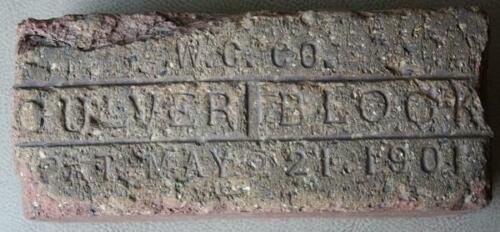 W.C. CO.
CULVER BLOCK
PAT. MAY 21. 1901